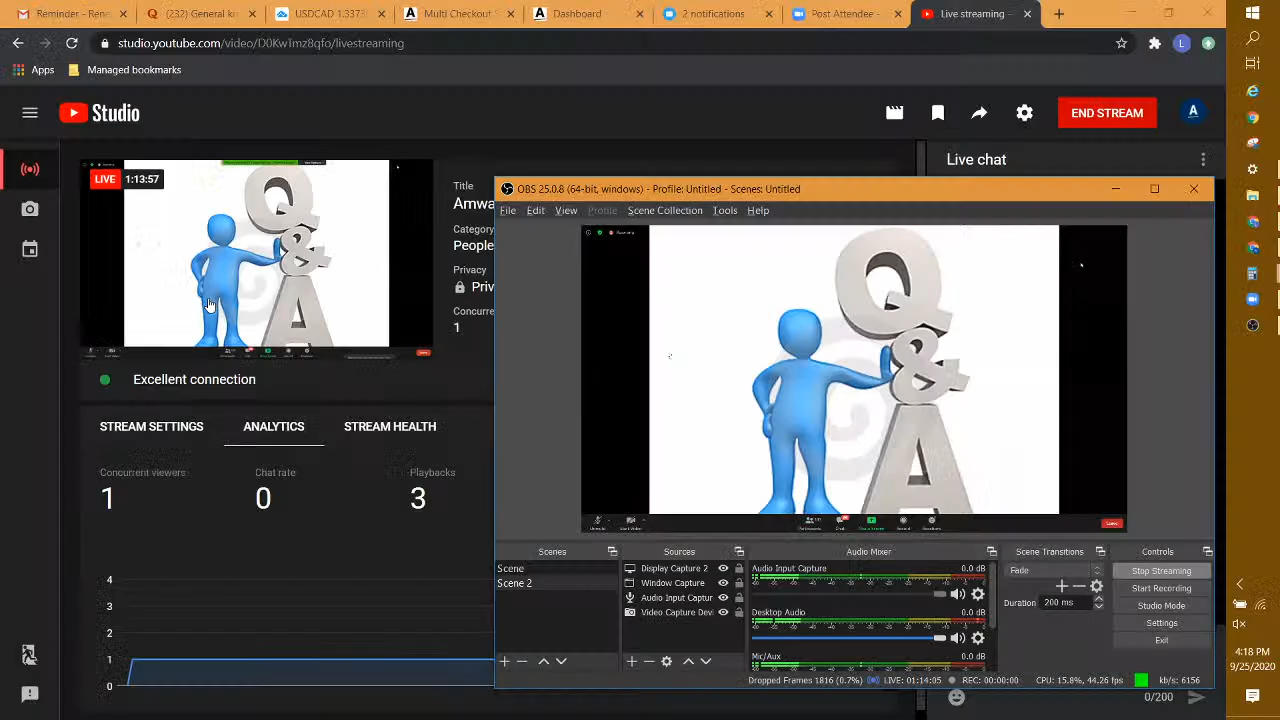 Reminder - Rene
(232) General kn
USDCAD 1.3373
Multi Checkout S
Dashboard
2 notifications
Post Attendee -
Live streaming –
studio.youtube.com/video/D0Kw1mz8qfo/livestreaming
L
Apps
Managed bookmarks
Studio
END STREAM
A
LIVE 1:13:57
Q
&
A
Title
Amwa
Category
People
Privacy
Priv
Concurre
1
Excellent connection
STREAM SETTINGS
ANALYTICS
STREAM HEALTH
Concurrent viewers
Chat rate
Playbacks
1
0
3
4
3
2
1
0
Live chat
OBS 25.0.8 (64-bit, windows) - Profile: Untitled - Scenes: Untitled
File Edit View Profile Scene Collection Tools Help
Q
&
A
Scenes
Scene
Scene 2
Sources
Display Capture 2
Window Capture
Audio Input Captur
Video Capture Devi
Audio Mixer
Audio Input Capture 0.0 dB
Desktop Audio 0.0 dB
Mic/Aux 0.0 dB
Scene Transitions
Fade
Duration 200 ms
Controls
Stop Streaming
Start Recording
Studio Mode
Settings
Exit
Dropped Frames 1816 (0.7%) LIVE: 01:14:05 REC: 00:00:00 CPU: 15.8%, 44.26 fps kb/s: 6156
0/200
4:18 PM
9/25/2020